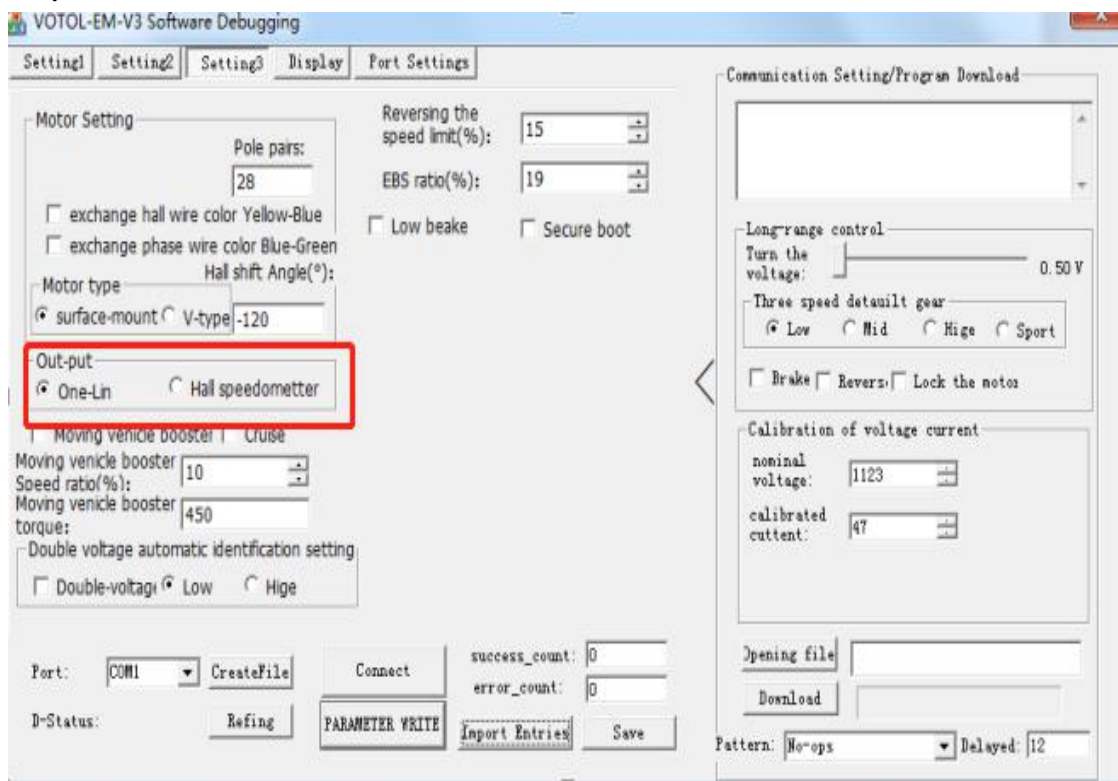 VOTOL-EM-V3 Software Debugging
Setting1 Setting2 Setting3 Display Port Settings
Motor Setting
Pole pairs:
28
exchange hall wire color Yellow-Blue
exchange phase wire color Blue-Green
Hall shift Angle(°):
Motor type
surface-mount V-type -120
Out-put
One-Lin Hall speedometter
Moving venicle booster Cruise
Moving venicle booster
Soeed ratio(%): 10
Moving venicle booster
torque: 450
Double voltage automatic identification setting
Double-voltage Low Hige
Reversing the
speed limit(%): 15
EBS ratio(%): 19
Low beake Secure boot
Port: COM1 CreateFile Connect success_count: 0
error_count: 0
D-Status: Refing PARAMETER WRITE Import Entries Save
Communication Setting/Program Download
Long-range control
Turn the
voltage: 0.50 V
Three speed detauilt gear
Low Mid Hige Sport
Brake Revers Lock the motor
Calibration of voltage current
nominal
voltage: 1123
calibrated
cuttent: 47
Opening file
Download
Pattern: No-ops Delayed: 12